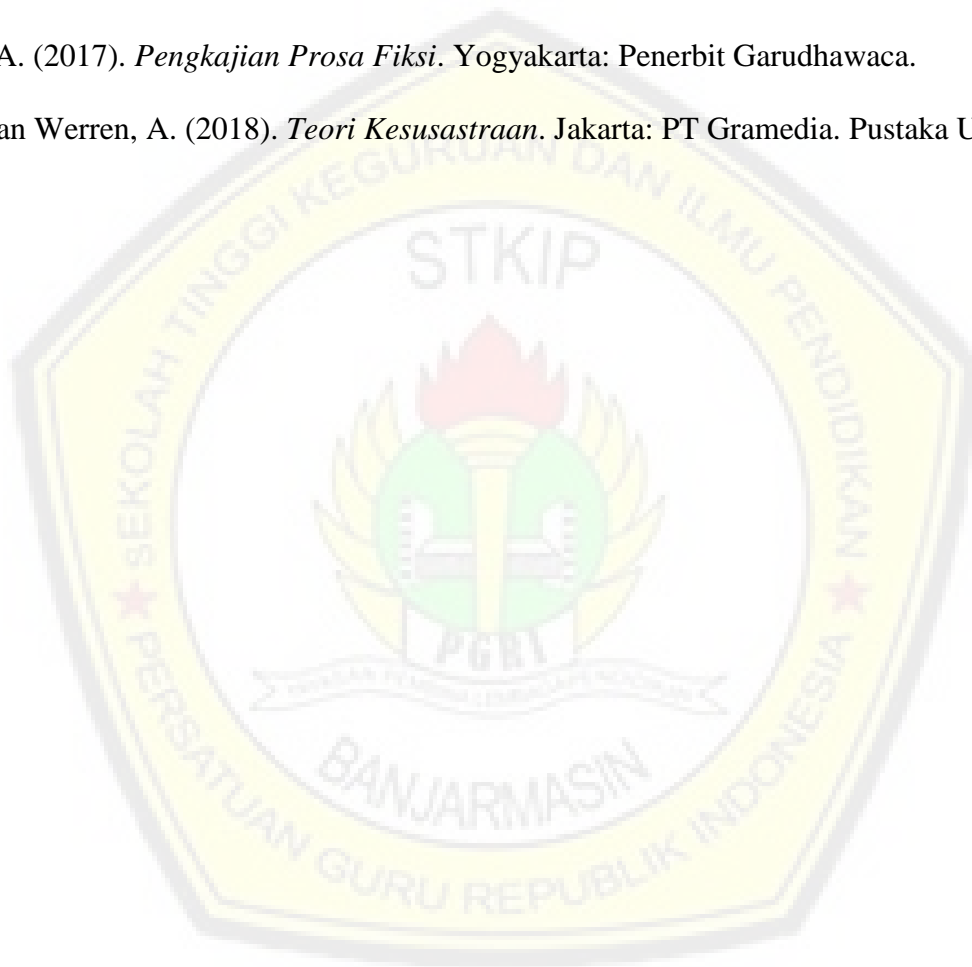 A. (2017). Pengkajian Prosa Fiksi. Yogyakarta: Penerbit Garudhawaca.
an Werren, A. (2018). Teori Kesusastraan. Jakarta: PT Gramedia. Pustaka U
SEKOLAH TINGGI KEGURUAN DAN ILMU PENDIDIKAN
STKIP
PGRI
BANJARMASIN
PERSATUAN GURU REPUBLIK INDONESIA